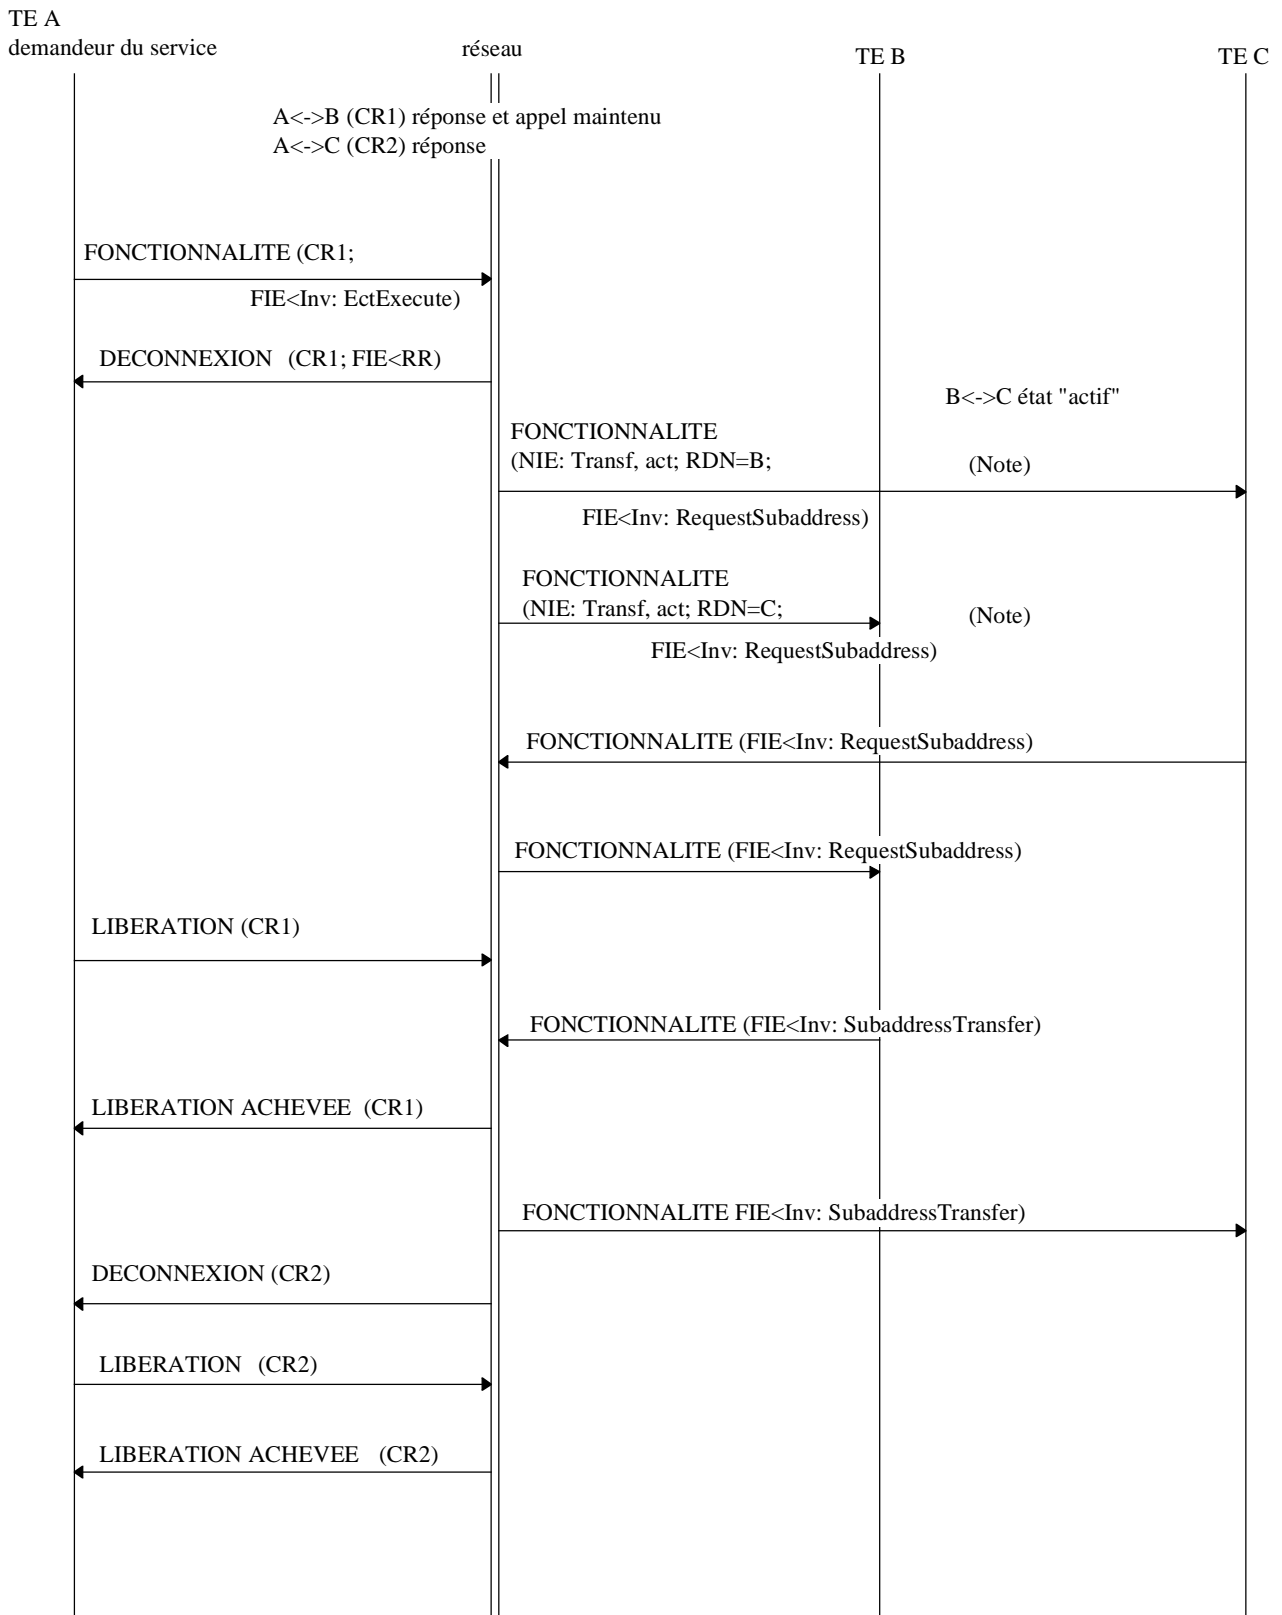 TE A
demandeur du service
réseau
TE B
TE C
A<->B (CR1) réponse et appel maintenu
A<->C (CR2) réponse
FONCTIONNALITE (CR1;
FIE<Inv: EctExecute)
DECONNEXION (CR1; FIE<RR)
B<->C état "actif"
FONCTIONNALITE
(NIE: Transf, act; RDN=B;
(Note)
FIE<Inv: RequestSubaddress)
FONCTIONNALITE
(NIE: Transf, act; RDN=C;
(Note)
FIE<Inv: RequestSubaddress)
FONCTIONNALITE (FIE<Inv: RequestSubaddress)
FONCTIONNALITE (FIE<Inv: RequestSubaddress)
LIBERATION (CR1)
FONCTIONNALITE (FIE<Inv: SubaddressTransfer)
LIBERATION ACHEVEE (CR1)
FONCTIONNALITE FIE<Inv: SubaddressTransfer)
DECONNEXION (CR2)
LIBERATION (CR2)
LIBERATION ACHEVEE (CR2)